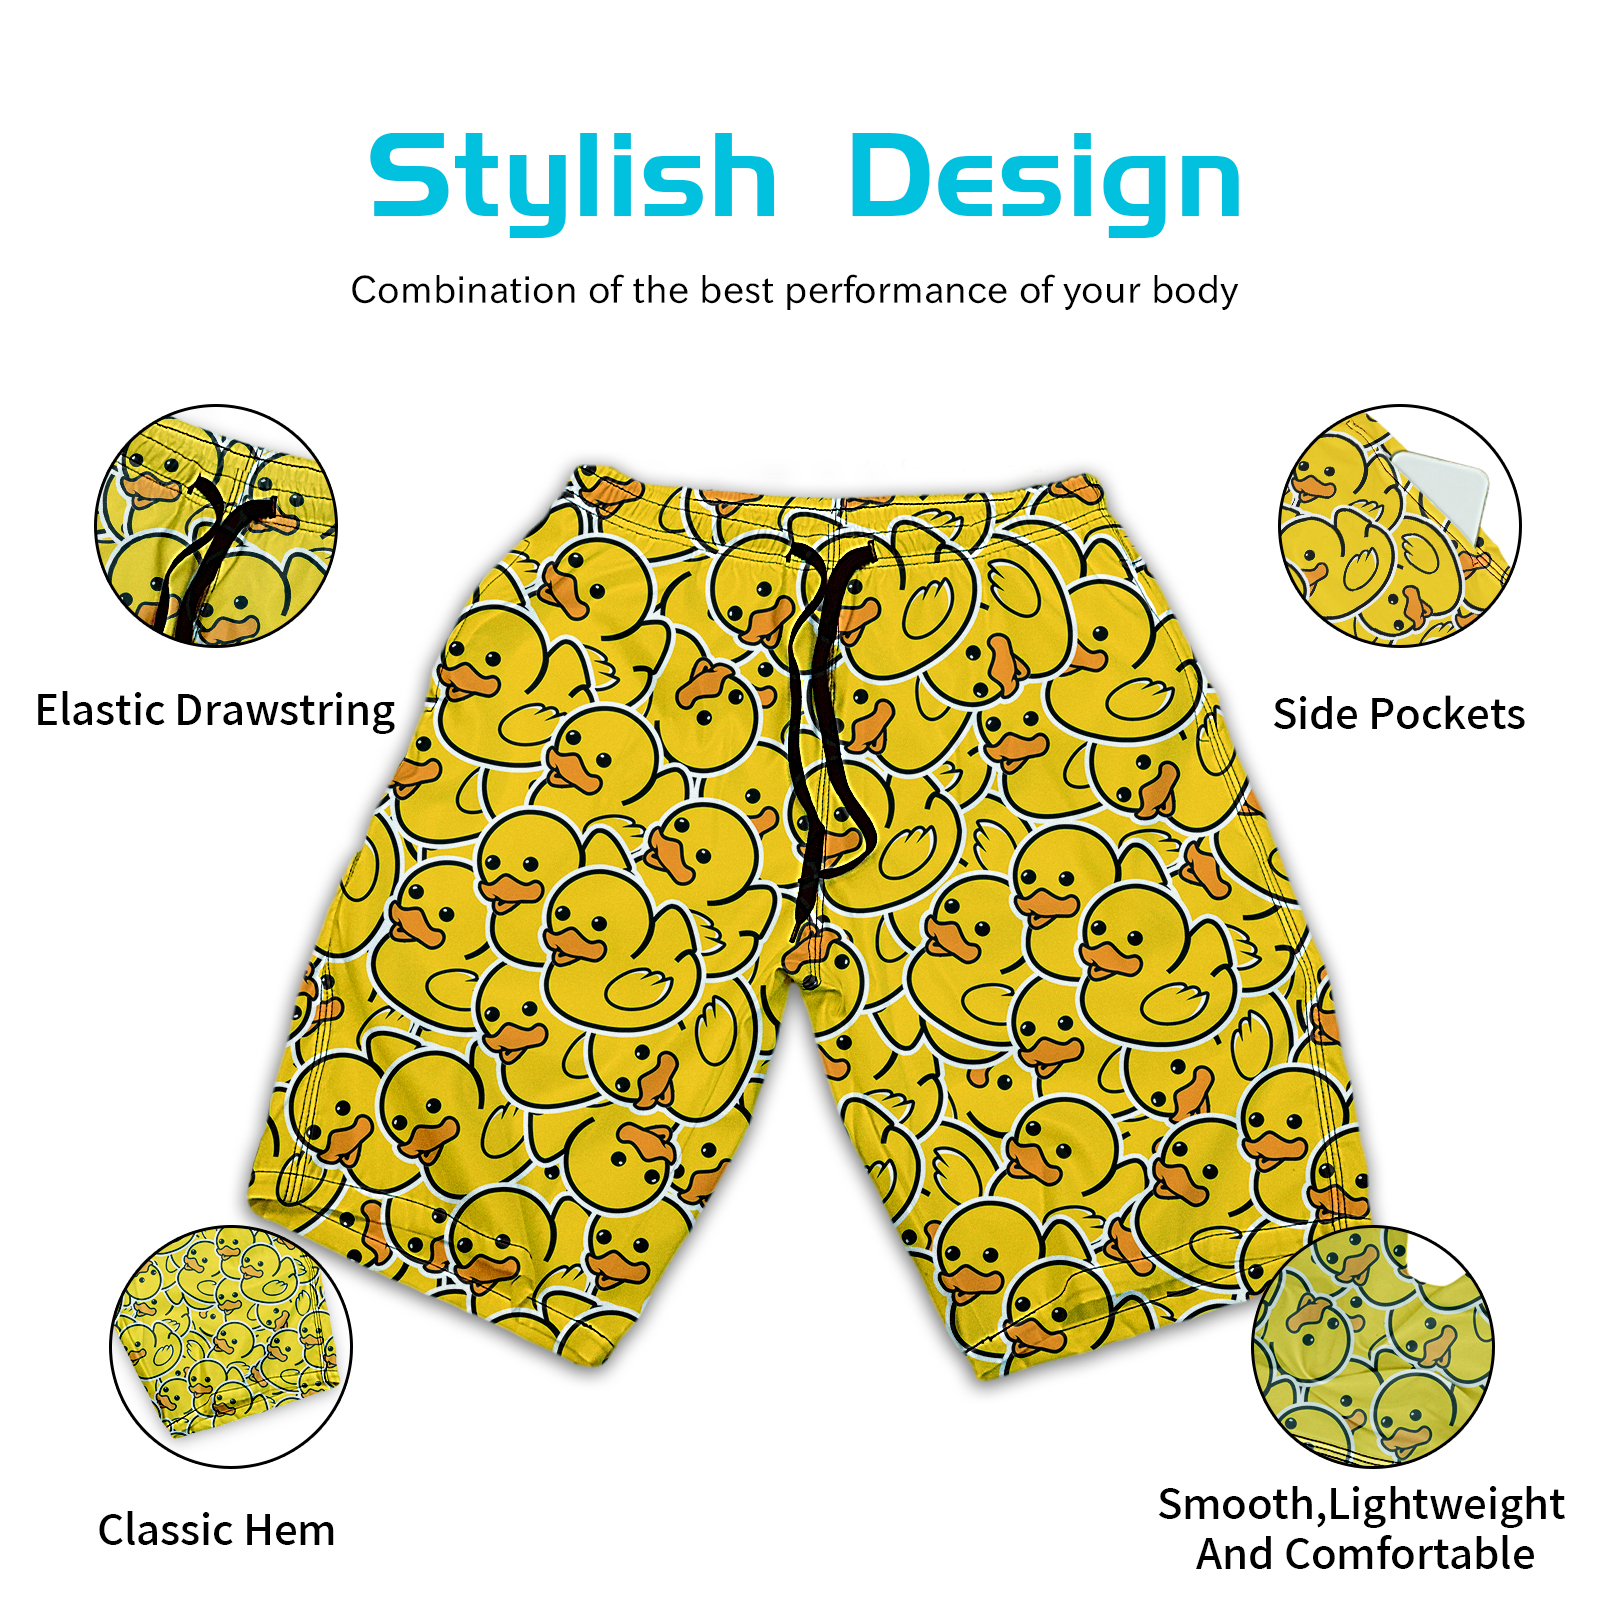 Stylish Design
Combination of the best performance of your body
Elastic Drawstring
Side Pockets
Classic Hem
Smooth,Lightweight
And Comfortable